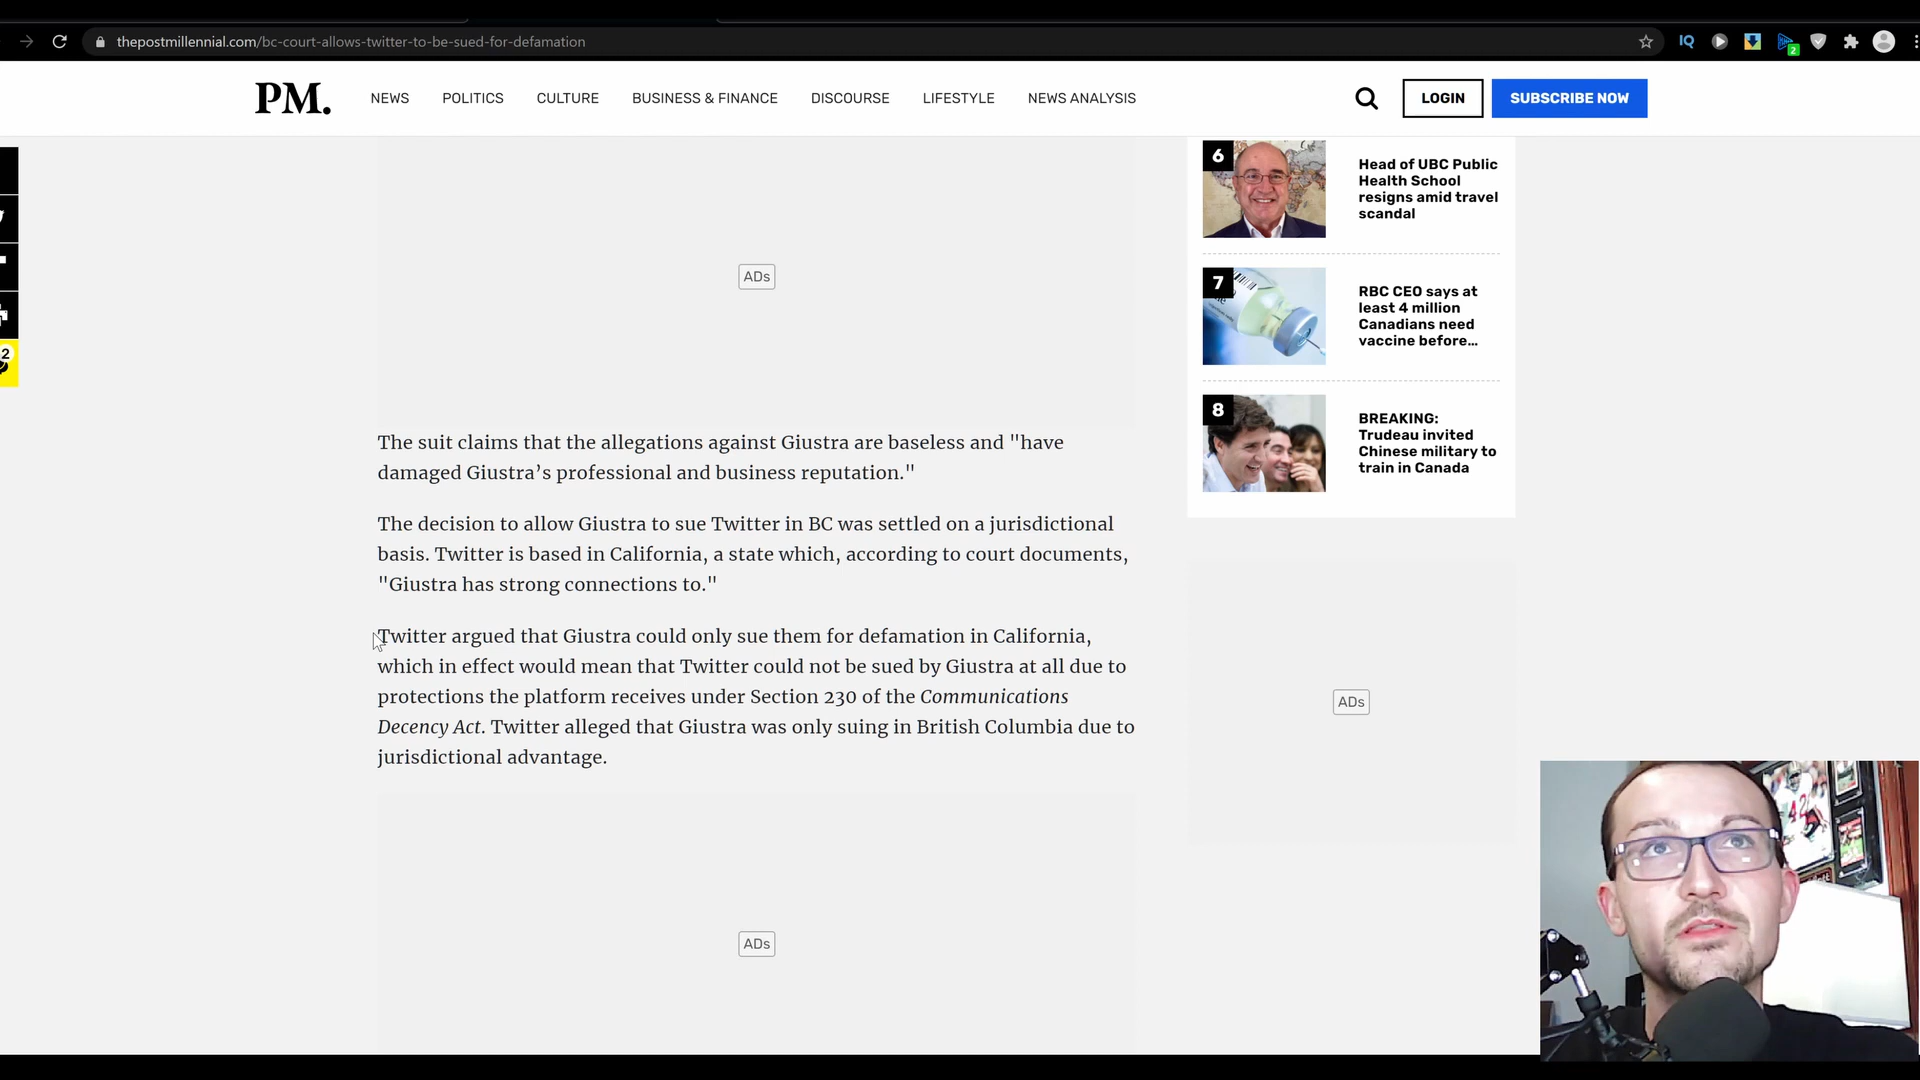 thepostmillennial.com/bc-court-allows-twitter-to-be-sued-for-defamation
IQ
2
PM.
NEWS
POLITICS
CULTURE
BUSINESS & FINANCE
DISCOURSE
LIFESTYLE
NEWS ANALYSIS
LOGIN
SUBSCRIBE NOW
2
ADs
The suit claims that the allegations against Giustra are baseless and "have
damaged Giustra’s professional and business reputation."
The decision to allow Giustra to sue Twitter in BC was settled on a jurisdictional
basis. Twitter is based in California, a state which, according to court documents,
"Giustra has strong connections to."
Twitter argued that Giustra could only sue them for defamation in California,
which in effect would mean that Twitter could not be sued by Giustra at all due to
protections the platform receives under Section 230 of the Communications
Decency Act. Twitter alleged that Giustra was only suing in British Columbia due to
jurisdictional advantage.
ADs
6
Head of UBC Public
Health School
resigns amid travel
scandal
7
RBC CEO says at
least 4 million
Canadians need
vaccine before…
8
BREAKING:
Trudeau invited
Chinese military to
train in Canada
ADs
42